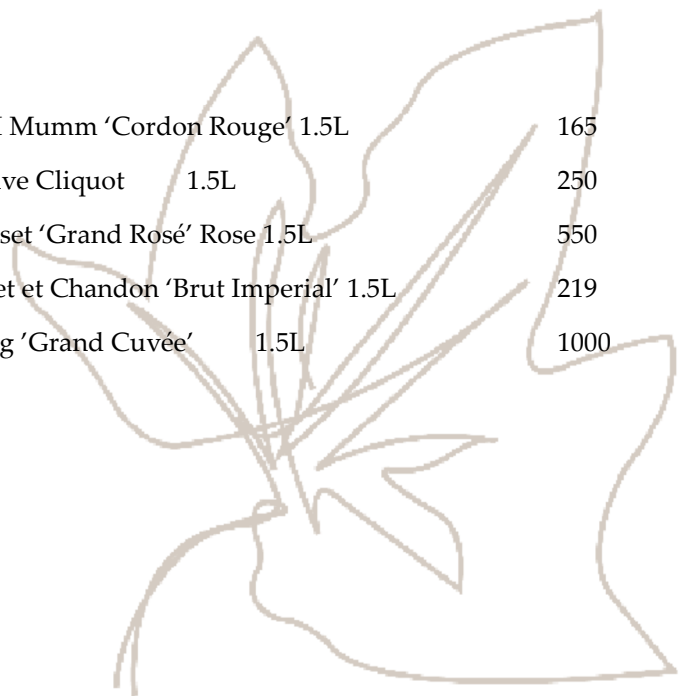 Mumm ‘Cordon Rouge’ 1.5L 165
ve Cliquot 1.5L 250
set ‘Grand Rosé’ Rose 1.5L 550
et et Chandon ‘Brut Imperial’ 1.5L 219
g ’Grand Cuvée’ 1.5L 1000